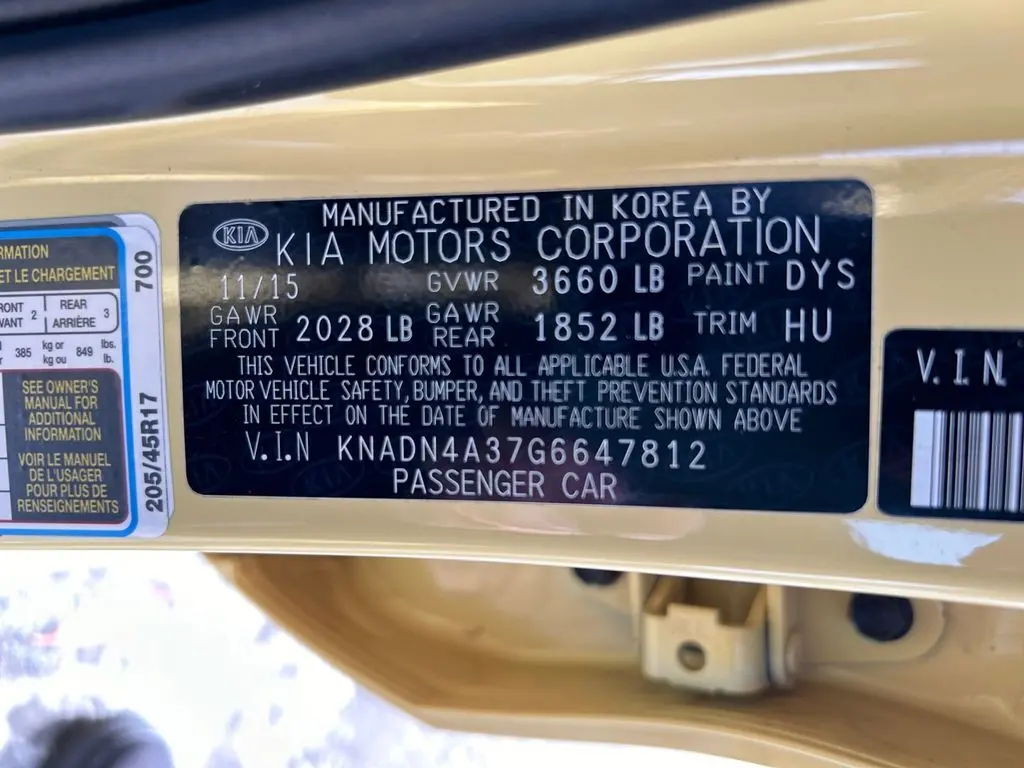 RMATION
ET LE CHARGEMENT
RONT 2 REAR 3
VANT ARRIÈRE
385 kg or 849 lbs.
kg ou lb.
SEE OWNER'S
MANUAL FOR
ADDITIONAL
INFORMATION
VOIR LE MANUEL
DE L'USAGER
POUR PLUS DE
RENSEIGNEMENTS
700
205/45R17
MANUFACTURED IN KOREA BY
KIA KIA MOTORS CORPORATION
11/15 GVWR 3660 LB PAINT DYS
GAWR FRONT 2028 LB GAWR REAR 1852 LB TRIM HU
THIS VEHICLE CONFORMS TO ALL APPLICABLE U.S.A. FEDERAL
MOTOR VEHICLE SAFETY, BUMPER, AND THEFT PREVENTION STANDARDS
IN EFFECT ON THE DATE OF MANUFACTURE SHOWN ABOVE
V.I.N KNADN4A37G6647812
PASSENGER CAR
V.I.N